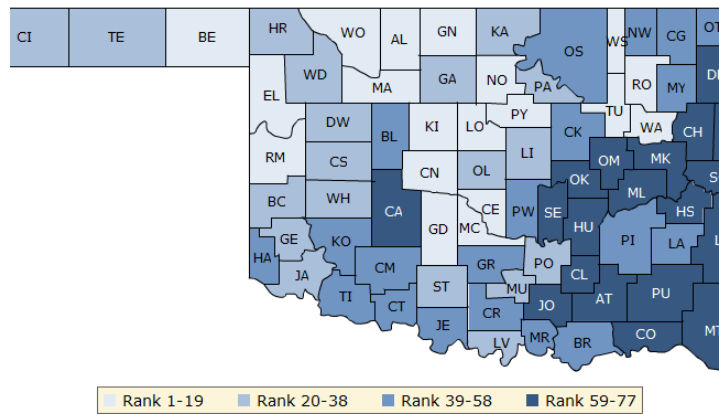 CI TE BE HR WO AL GN KA OS WS NW CG OT
WD MA GA NO PA RO MY
EL PY TU
DW BL KI LO CK WA CH
RM CS CN OL LI OM MK
OK
BC WH CA CE PW SE ML HS
GE KO GD MC HU PI LA
HA JA CM GR PO CL
TI CT ST MU JO AT PU
JE CR LV MR BR CO MT
Rank 1-19 Rank 20-38 Rank 39-58 Rank 59-77